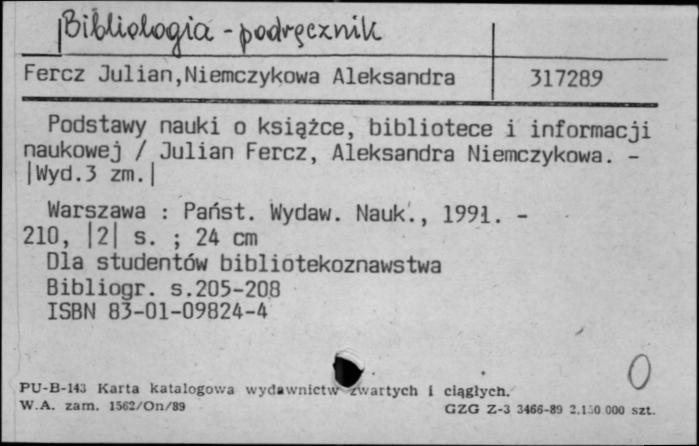 Bibliologia - podręcznik
Fercz Julian,Niemczykowa Aleksandra 317289
Podstawy nauki o książce, bibliotece i informacji
naukowej / Julian Fercz, Aleksandra Niemczykowa. -
|Wyd.3 zm.|
Warszawa : Państ. Wydaw. Nauk., 1991. -
210, |2| s. ; 24 cm
Dla studentów bibliotekoznawstwa
Bibliogr. s.205-208
ISBN 83-01-09824-4
O
PU-B-143 Karta katalogowa wydawnictw zwartych i ciągłych.
W.A. zam. 1562/On/89 GZG Z-3 3466-89 2.150.000 szt.